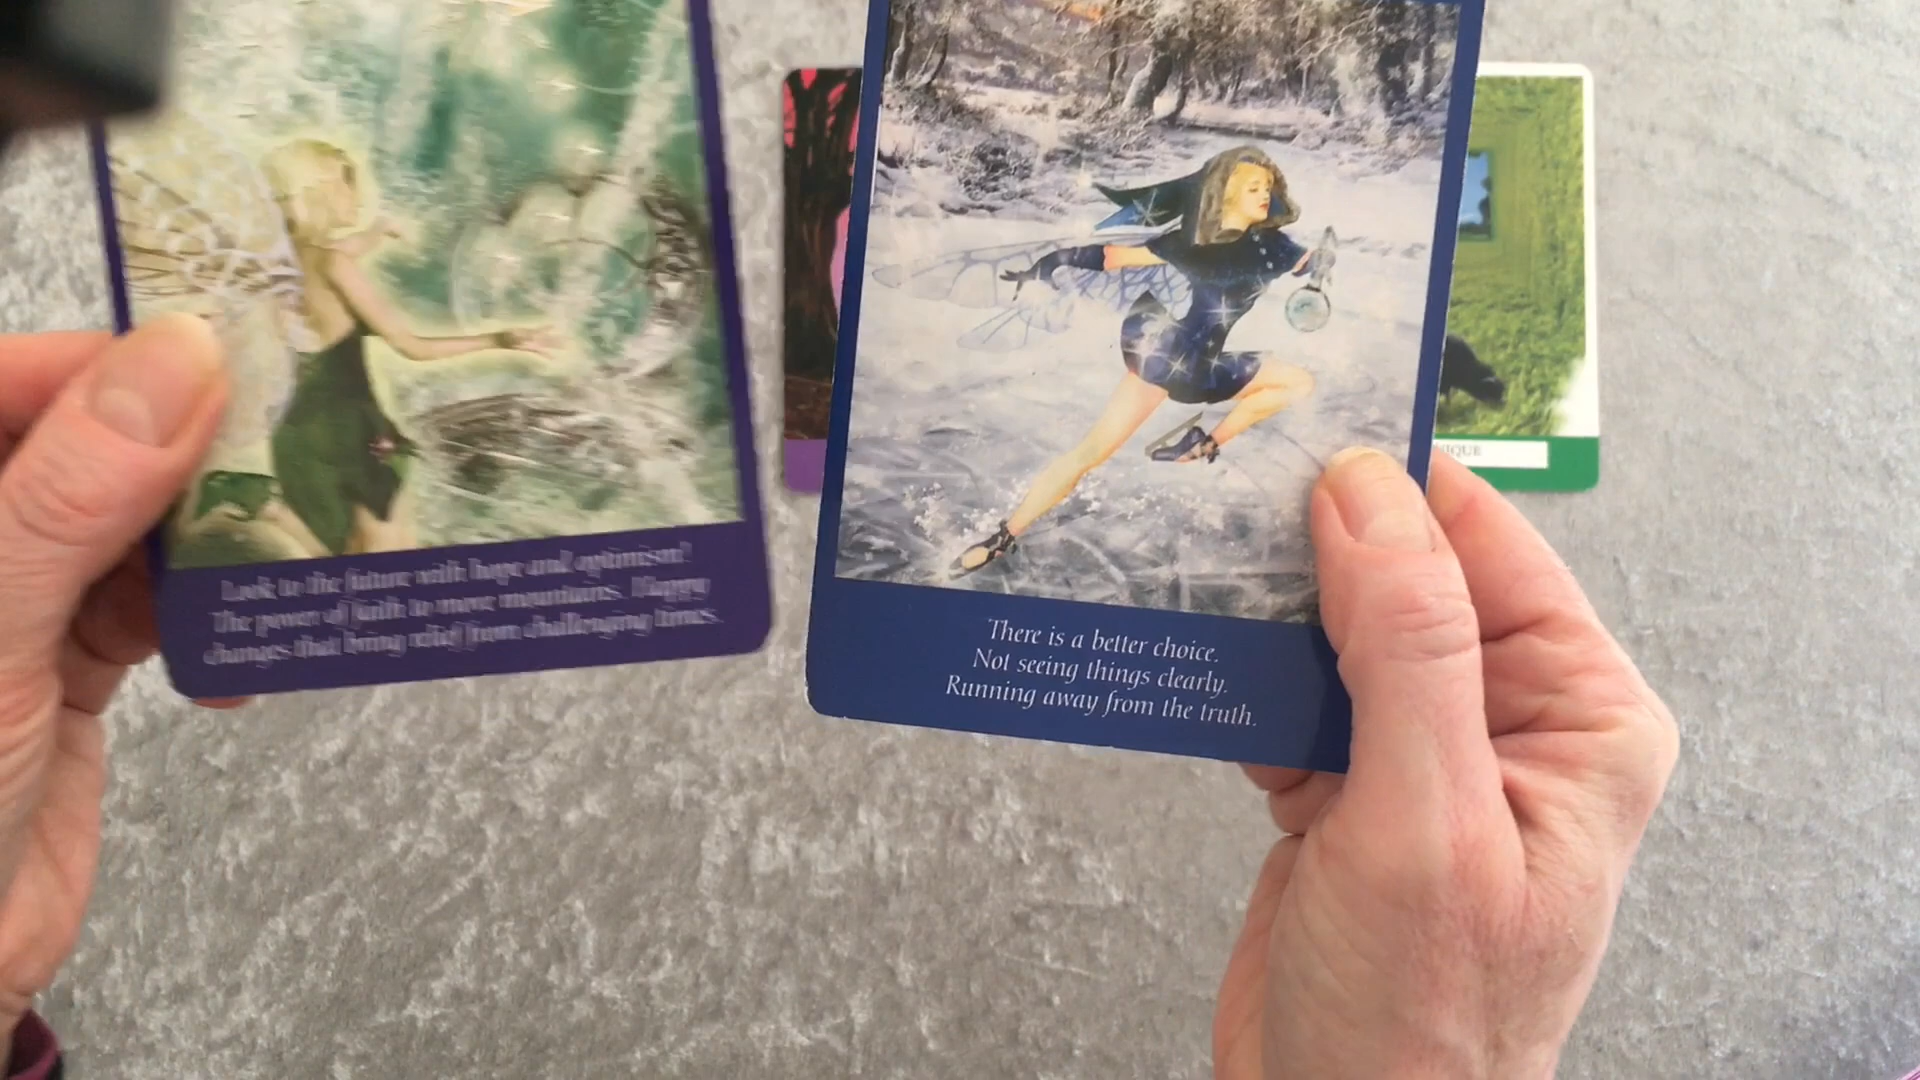 Look to the future with hope and optimism!
The power of faith to move mountains. Happy
changes that bring relief from challenging times.
There is a better choice.
Not seeing things clearly.
Running away from the truth.